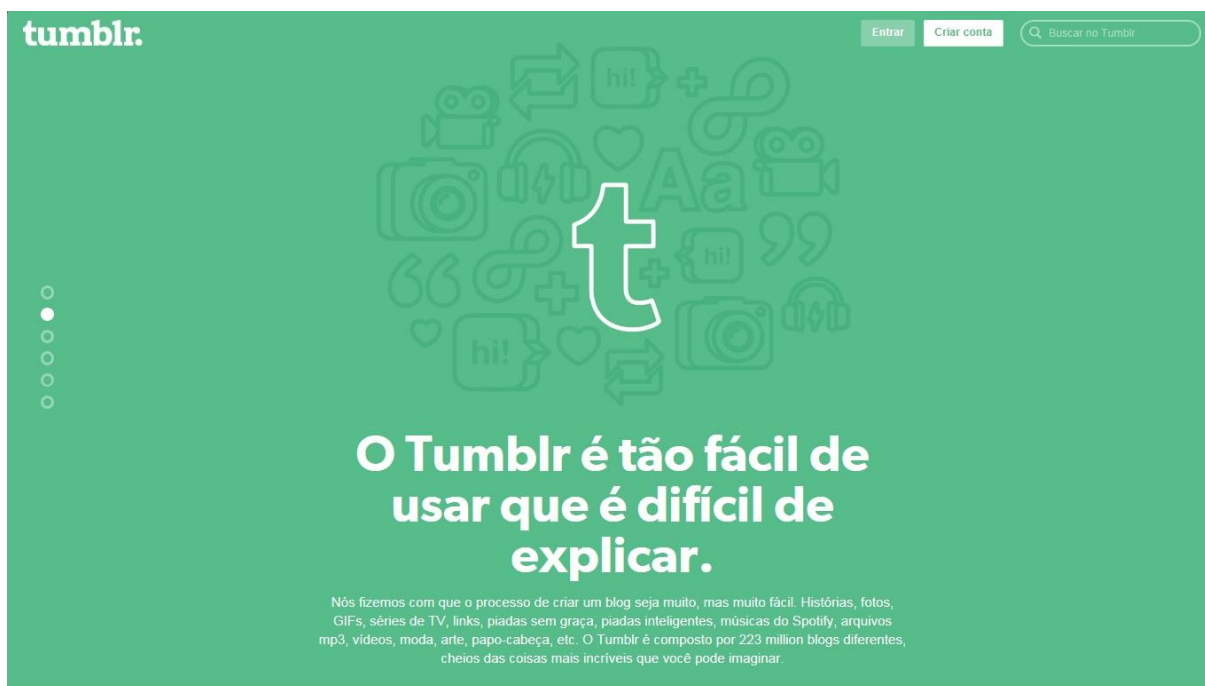 tumblr.
Entrar
Criar conta
Buscar no Tumblr
hi!
Aa
hi!
hi!
t
O Tumblr é tão fácil de
usar que é difícil de
explicar.
Nós fizemos com que o processo de criar um blog seja muito, mas muito fácil. Histórias, fotos,
GIFs, séries de TV, links, piadas sem graça, piadas inteligentes, músicas do Spotify, arquivos
mp3, vídeos, moda, arte, papo-cabeça, etc. O Tumblr é composto por 223 million blogs diferentes,
cheios das coisas mais incríveis que você pode imaginar.